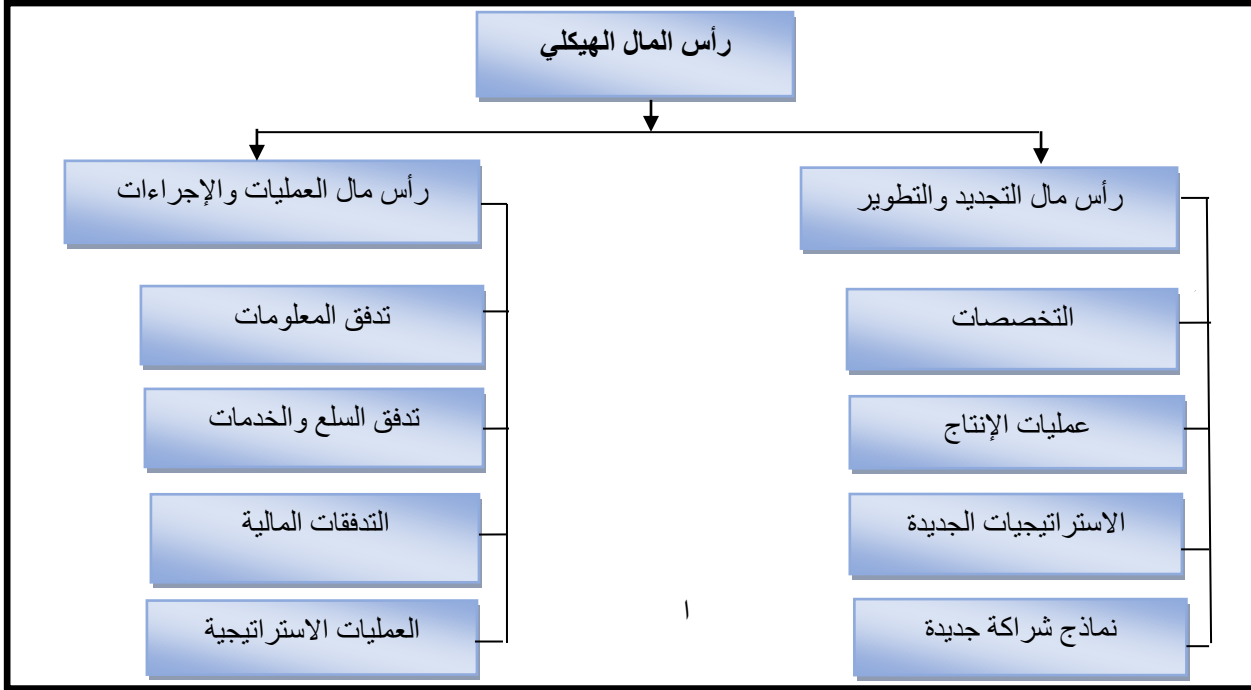 رأس المال الهيكلي
رأس مال التجديد والتطوير
التخصصات
عمليات الإنتاج
الاستراتيجيات الجديدة
نماذج شراكة جديدة
رأس مال العمليات والإجراءات
تدفق المعلومات
تدفق السلع والخدمات
التدفقات المالية
العمليات الاستراتيجية
ا